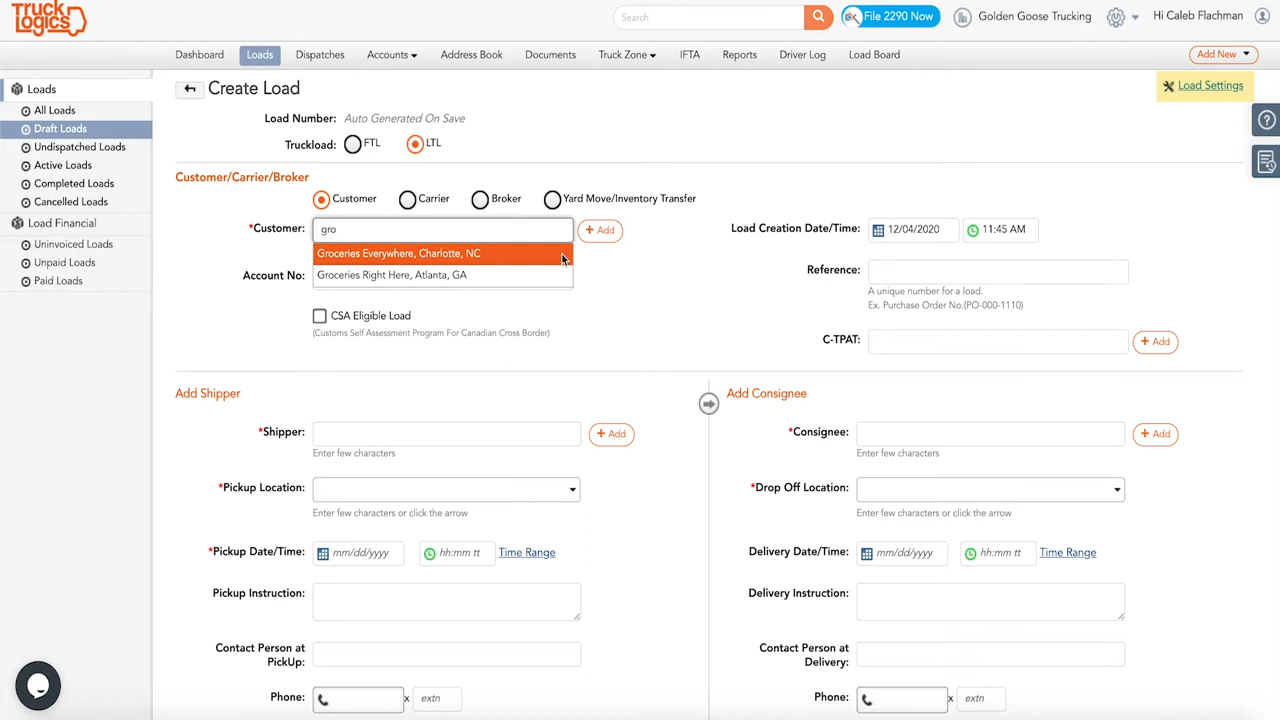 TRUCK
LOGICS
Search
File 2290 Now
Golden Goose Trucking
Hi Caleb Flachman
Dashboard
Loads
Dispatches
Accounts
Address Book
Documents
Truck Zone
IFTA
Reports
Driver Log
Load Board
Add New
Loads
All Loads
Draft Loads
Undispatched Loads
Active Loads
Completed Loads
Cancelled Loads
Load Financial
Uninvoiced Loads
Unpaid Loads
Paid Loads
Create Load
Load Settings
Load Number: Auto Generated On Save
Truckload: FTL LTL
Customer/Carrier/Broker
Customer Carrier Broker Yard Move/Inventory Transfer
*Customer: gro + Add
Groceries Everywhere, Charlotte, NC
Groceries Right Here, Atlanta, GA
Account No:
CSA Eligible Load
(Customs Self Assessment Program For Canadian Cross Border)
Load Creation Date/Time: 12/04/2020 11:45 AM
Reference:
A unique number for a load.
Ex. Purchase Order No.(PO-000-1110)
C-TPAT: + Add
Add Shipper
*Shipper: + Add
Enter few characters
*Pickup Location:
Enter few characters or click the arrow
*Pickup Date/Time: mm/dd/yyyy hh:mm tt Time Range
Pickup Instruction:
Contact Person at
PickUp:
Phone: x extn
Add Consignee
*Consignee: + Add
Enter few characters
*Drop Off Location:
Enter few characters or click the arrow
Delivery Date/Time: mm/dd/yyyy hh:mm tt Time Range
Delivery Instruction:
Contact Person at
Delivery:
Phone: x extn